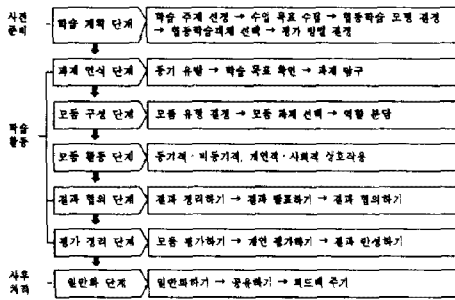 사전
준비
학습 계획 단계
학습 주제 선정 → 수업 목표 수립 → 협동학습 모형 결정
→ 협동학습과제 선택 → 평가 방법 결정
과제 인식 단계
동기 유발 → 학습 목표 확인 → 과제 탐구
모둠 구성 단계
모둠 유형 결정 → 모둠 과제 선택 → 역할 분담
학습
활동
모둠 활동 단계
동기적·비동기적, 개인적·사회적 상호작용
결과 협의 단계
결과 정리하기 → 결과 발표하기 → 결과 협의하기
평가 정리 단계
모둠 평가하기 → 개인 평가하기 → 결과 반성하기
사후
일반화 단계
일반화하기 → 공유하기 → 피드백 주기